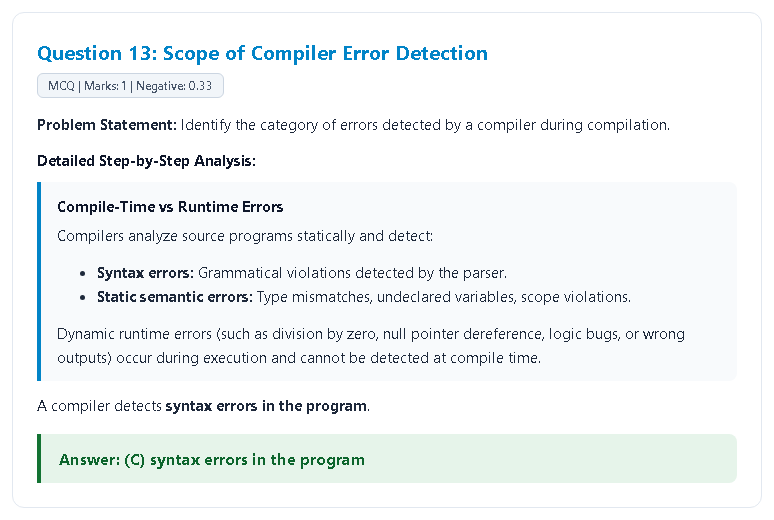 Question 13: Scope of Compiler Error Detection
MCQ | Marks: 1 | Negative: 0.33
Problem Statement: Identify the category of errors detected by a compiler during compilation.
Detailed Step-by-Step Analysis:
Compile-Time vs Runtime Errors
Compilers analyze source programs statically and detect:
• Syntax errors: Grammatical violations detected by the parser.
• Static semantic errors: Type mismatches, undeclared variables, scope violations.
Dynamic runtime errors (such as division by zero, null pointer dereference, logic bugs, or wrong
outputs) occur during execution and cannot be detected at compile time.
A compiler detects syntax errors in the program.
Answer: (C) syntax errors in the program